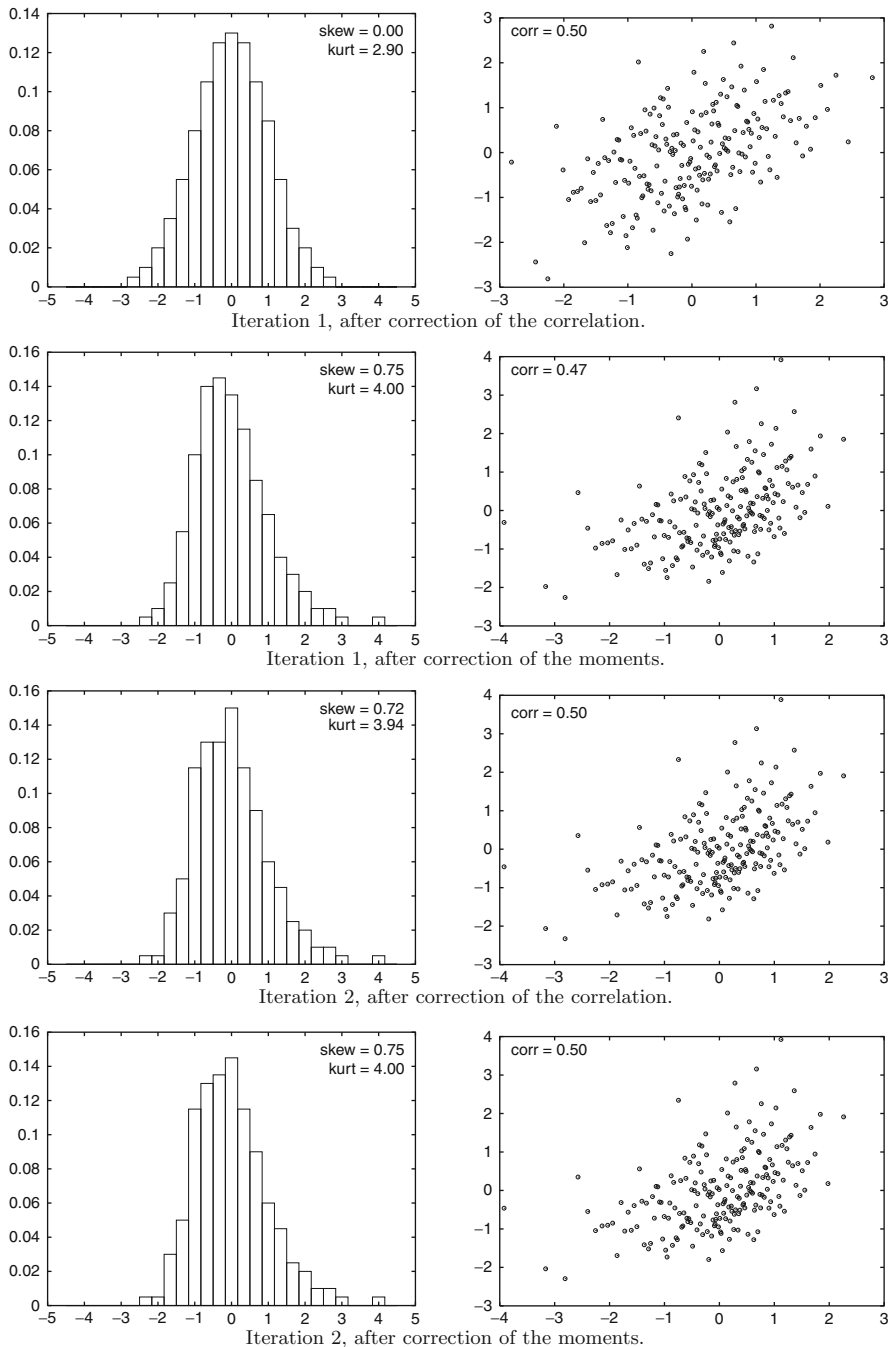 0.14
0.12
0.1
0.08
0.06
0.04
0.02
0
−5 −4 −3 −2 −1 0 1 2 3 4 5
skew = 0.00
kurt = 2.90
3
2
1
0
−1
−2
−3
−3 −2 −1 0 1 2 3
corr = 0.50
Iteration 1, after correction of the correlation.
0.16
0.14
0.12
0.1
0.08
0.06
0.04
0.02
0
−5 −4 −3 −2 −1 0 1 2 3 4 5
skew = 0.75
kurt = 4.00
4
3
2
1
0
−1
−2
−3
−4 −3 −2 −1 0 1 2 3
corr = 0.47
Iteration 1, after correction of the moments.
0.16
0.14
0.12
0.1
0.08
0.06
0.04
0.02
0
−5 −4 −3 −2 −1 0 1 2 3 4 5
skew = 0.72
kurt = 3.94
4
3
2
1
0
−1
−2
−3
−4 −3 −2 −1 0 1 2 3
corr = 0.50
Iteration 2, after correction of the correlation.
0.16
0.14
0.12
0.1
0.08
0.06
0.04
0.02
0
−5 −4 −3 −2 −1 0 1 2 3 4 5
skew = 0.75
kurt = 4.00
4
3
2
1
0
−1
−2
−3
−4 −3 −2 −1 0 1 2 3
corr = 0.50
Iteration 2, after correction of the moments.